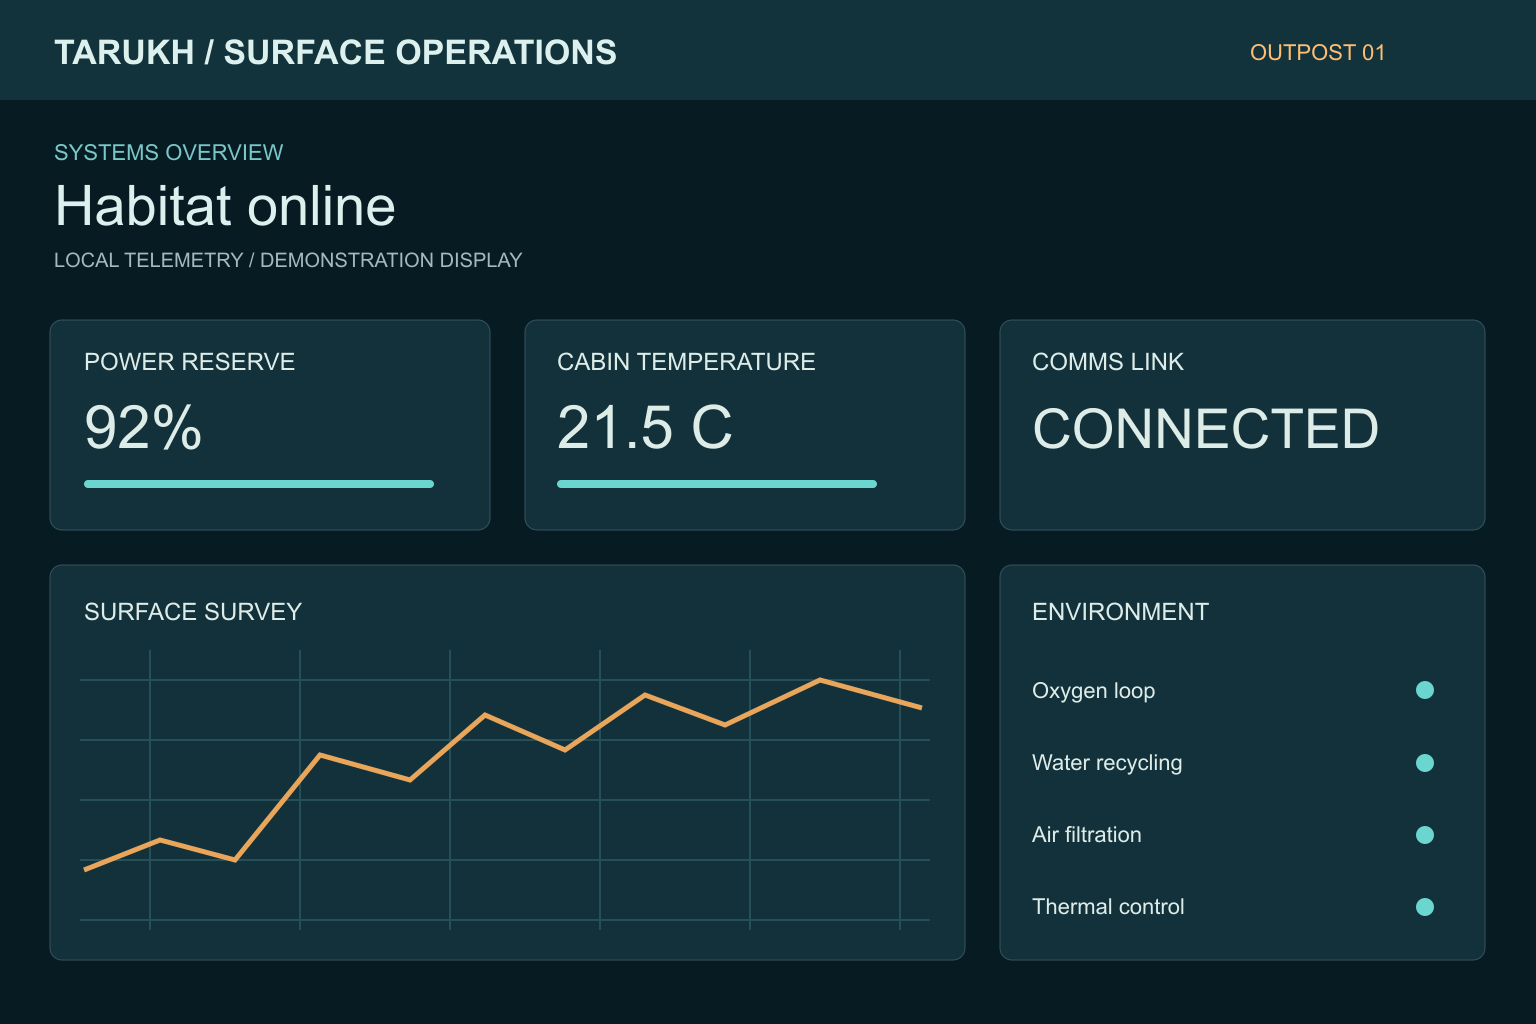 TARUKH / SURFACE OPERATIONS
OUTPOST 01
SYSTEMS OVERVIEW
Habitat online
LOCAL TELEMETRY / DEMONSTRATION DISPLAY
POWER RESERVE
92%
CABIN TEMPERATURE
21.5 C
COMMS LINK
CONNECTED
SURFACE SURVEY
ENVIRONMENT
Oxygen loop
Water recycling
Air filtration
Thermal control